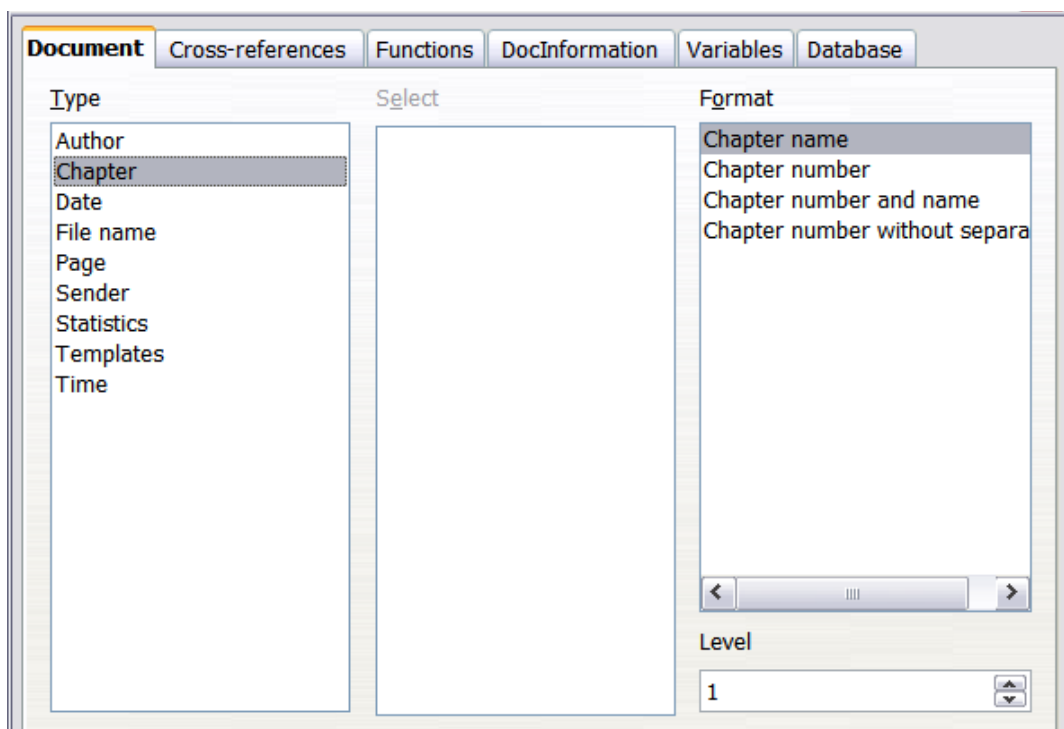 Document Cross-references Functions DocInformation Variables Database
Type
Author
Chapter
Date
File name
Page
Sender
Statistics
Templates
Time
Select
Format
Chapter name
Chapter number
Chapter number and name
Chapter number without separa
Level
1